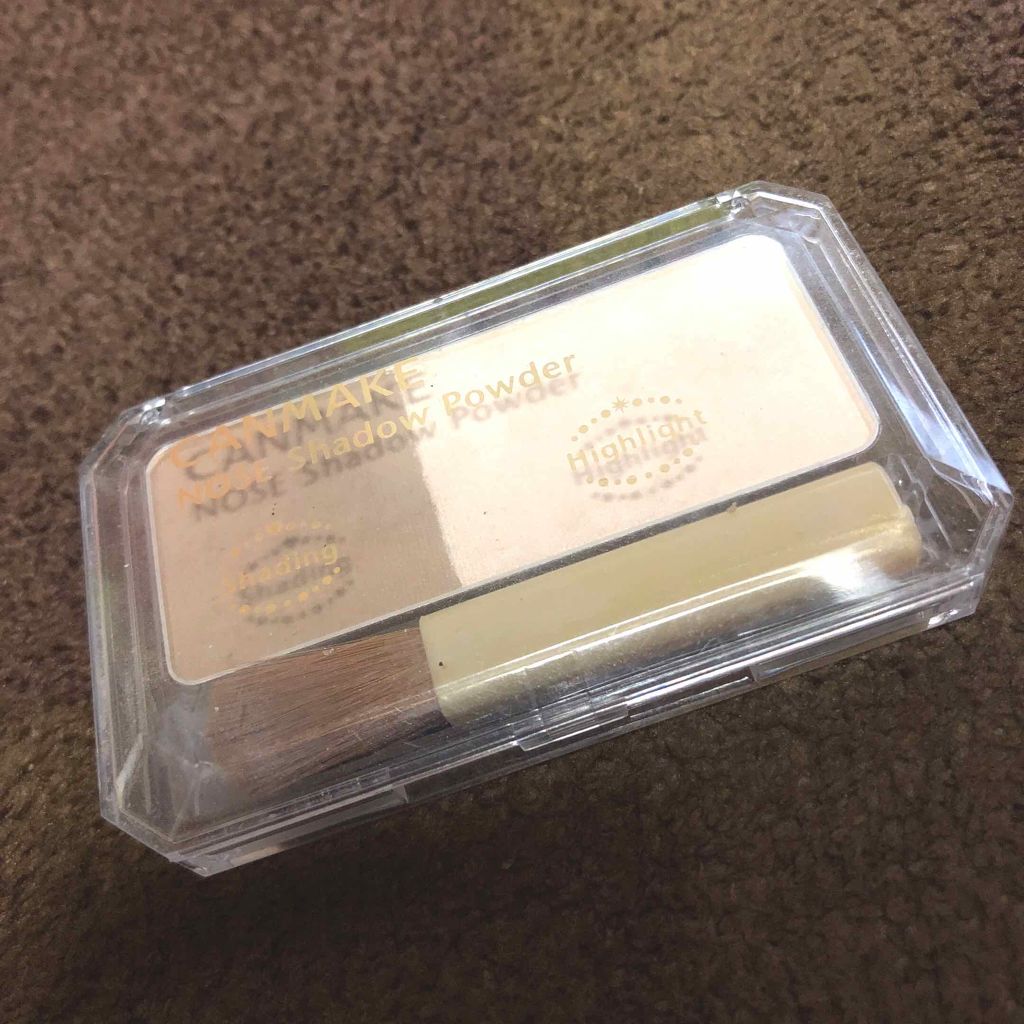 CANMAKE
NOSE Shadow Powder
Highlight
Shading